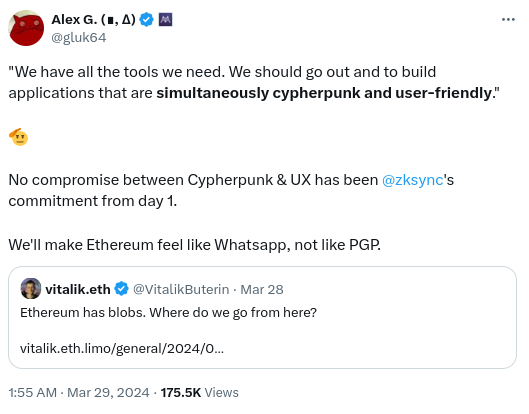 Alex G. (∎, Δ)
@gluk64
"We have all the tools we need. We should go out and to build
applications that are simultaneously cypherpunk and user-friendly."
🫡
No compromise between Cypherpunk & UX has been @zksync's
commitment from day 1.
We'll make Ethereum feel like Whatsapp, not like PGP.
vitalik.eth @VitalikButerin · Mar 28
Ethereum has blobs. Where do we go from here?
vitalik.eth.limo/general/2024/0…
1:55 AM · Mar 29, 2024 · 175.5K Views